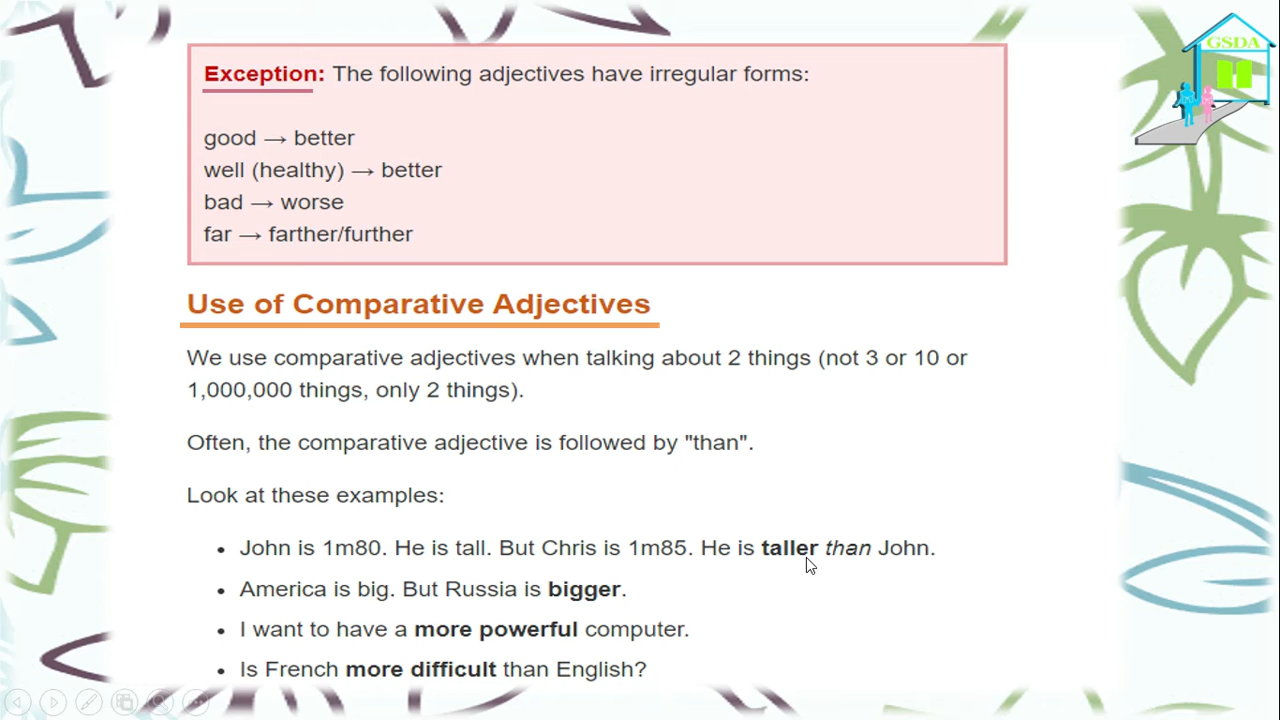 GSDA
Exception: The following adjectives have irregular forms:
good → better
well (healthy) → better
bad → worse
far → farther/further
Use of Comparative Adjectives
We use comparative adjectives when talking about 2 things (not 3 or 10 or
1,000,000 things, only 2 things).
Often, the comparative adjective is followed by "than".
Look at these examples:
• John is 1m80. He is tall. But Chris is 1m85. He is taller than John.
• America is big. But Russia is bigger.
• I want to have a more powerful computer.
• Is French more difficult than English?